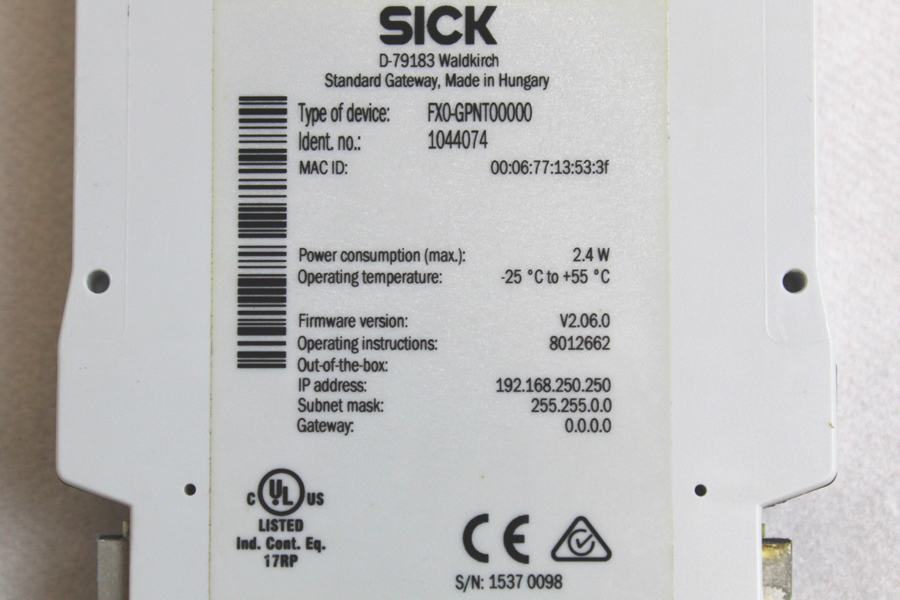 SICK
D-79183 Waldkirch
Standard Gateway, Made in Hungary
Type of device: FX0-GPNT00000
Ident. no.: 1044074
MAC ID: 00:06:77:13:53:3f
Power consumption (max.): 2.4 W
Operating temperature: -25 °C to +55 °C
Firmware version: V2.06.0
Operating instructions: 8012662
Out-of-the-box:
IP address: 192.168.250.250
Subnet mask: 255.255.0.0
Gateway: 0.0.0.0
C UL US
LISTED
Ind. Cont. Eq.
17RP
CE
S/N: 1537 0098